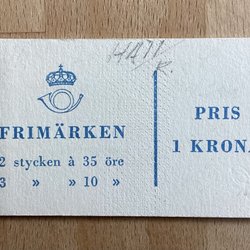 FRIMÄRKEN
2 stycken à 35 öre
3 » » 10 »
PRIS
1 KRONA